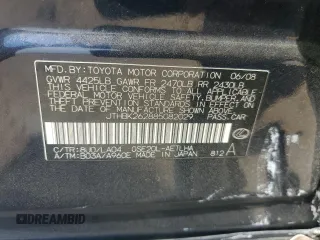 MFD. BY: TOYOTA MOTOR CORPORATION 06/08
GVWR 4425LB GAWR FR 2470LB RR 2430LB
THIS VEHICLE CONFORMS TO ALL APPLICABLE
FEDERAL MOTOR VEHICLE SAFETY, BUMPER, AND
THEFT PREVENTION STANDARDS IN EFFECT ON
THE DATE OF MANUFACTURE SHOWN ABOVE.
JTHBK262885082029 PASS. CAR
C/TR: 8U0/LA04 GSE20L-AETLHA
A/TM: B03A/A960E MADE IN JAPAN 812 A